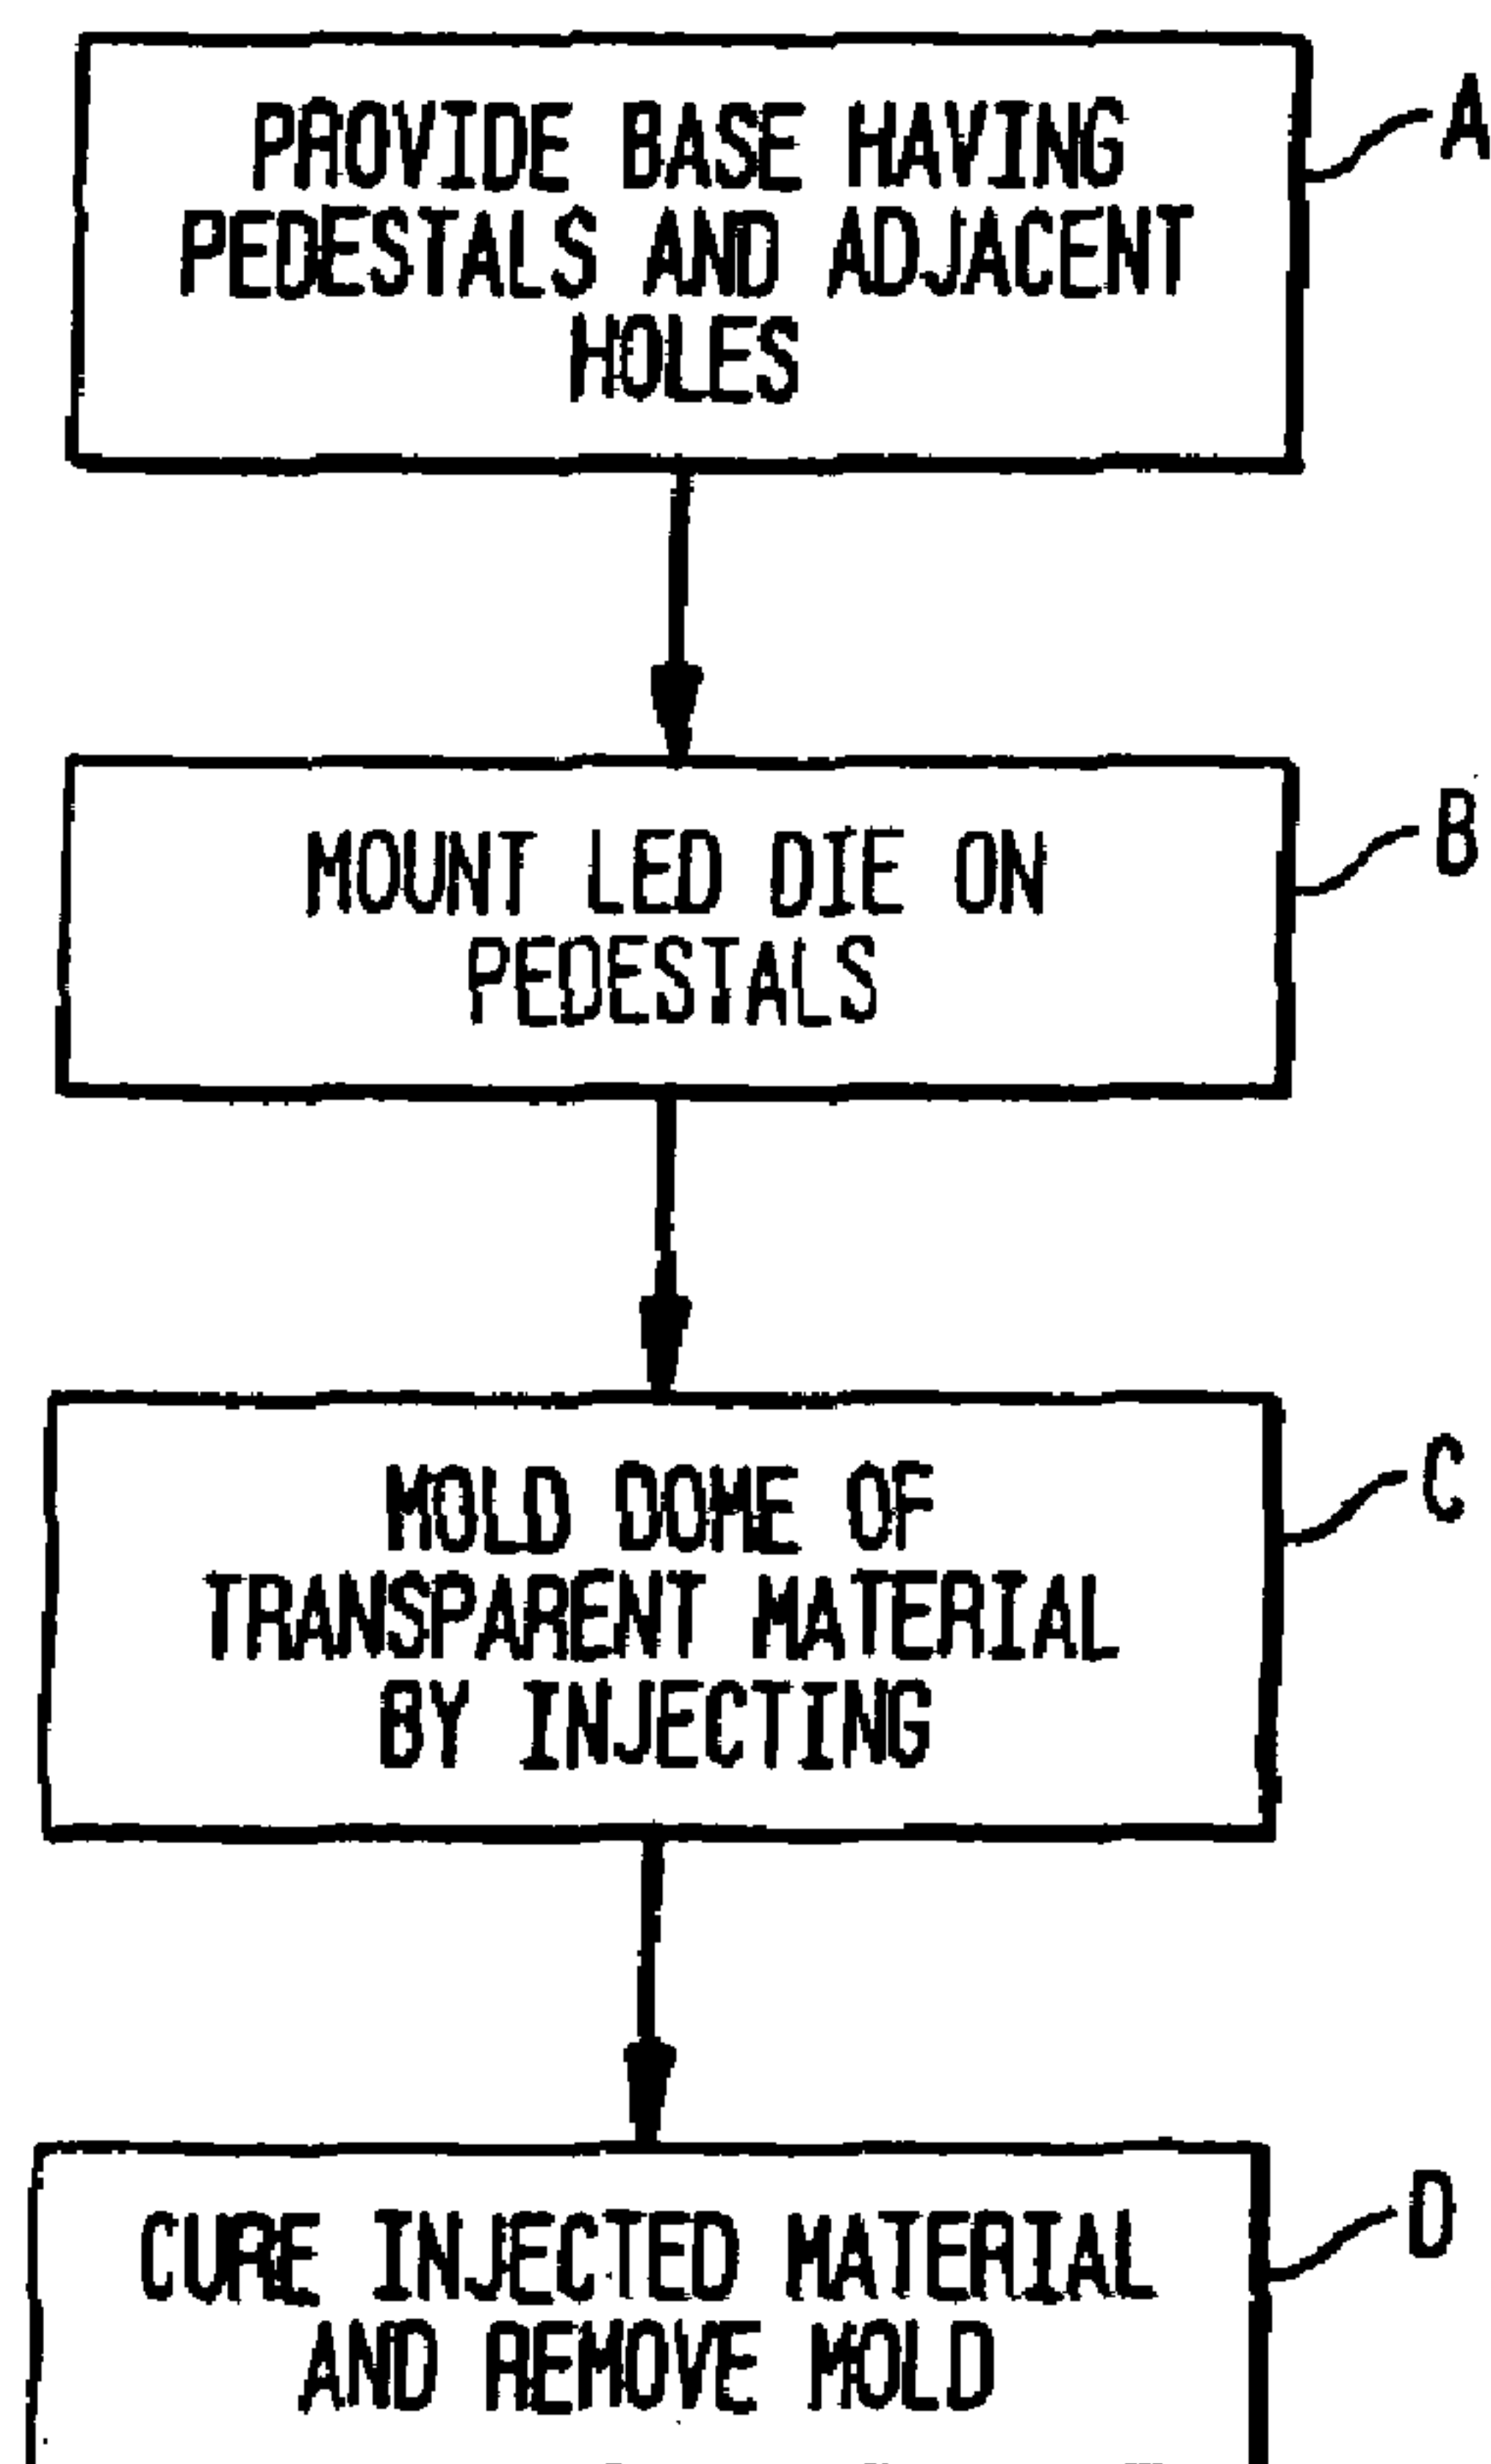 PROVIDE BASE HAVING
PEDESTALS AND ADJACENT
HOLES
A
MOUNT LED DIE ON
PEDESTALS
B
MOLD DOME OF
TRANSPARENT MATERIAL
BY INJECTING
C
CURE INJECTED MATERIAL
AND REMOVE MOLD
D